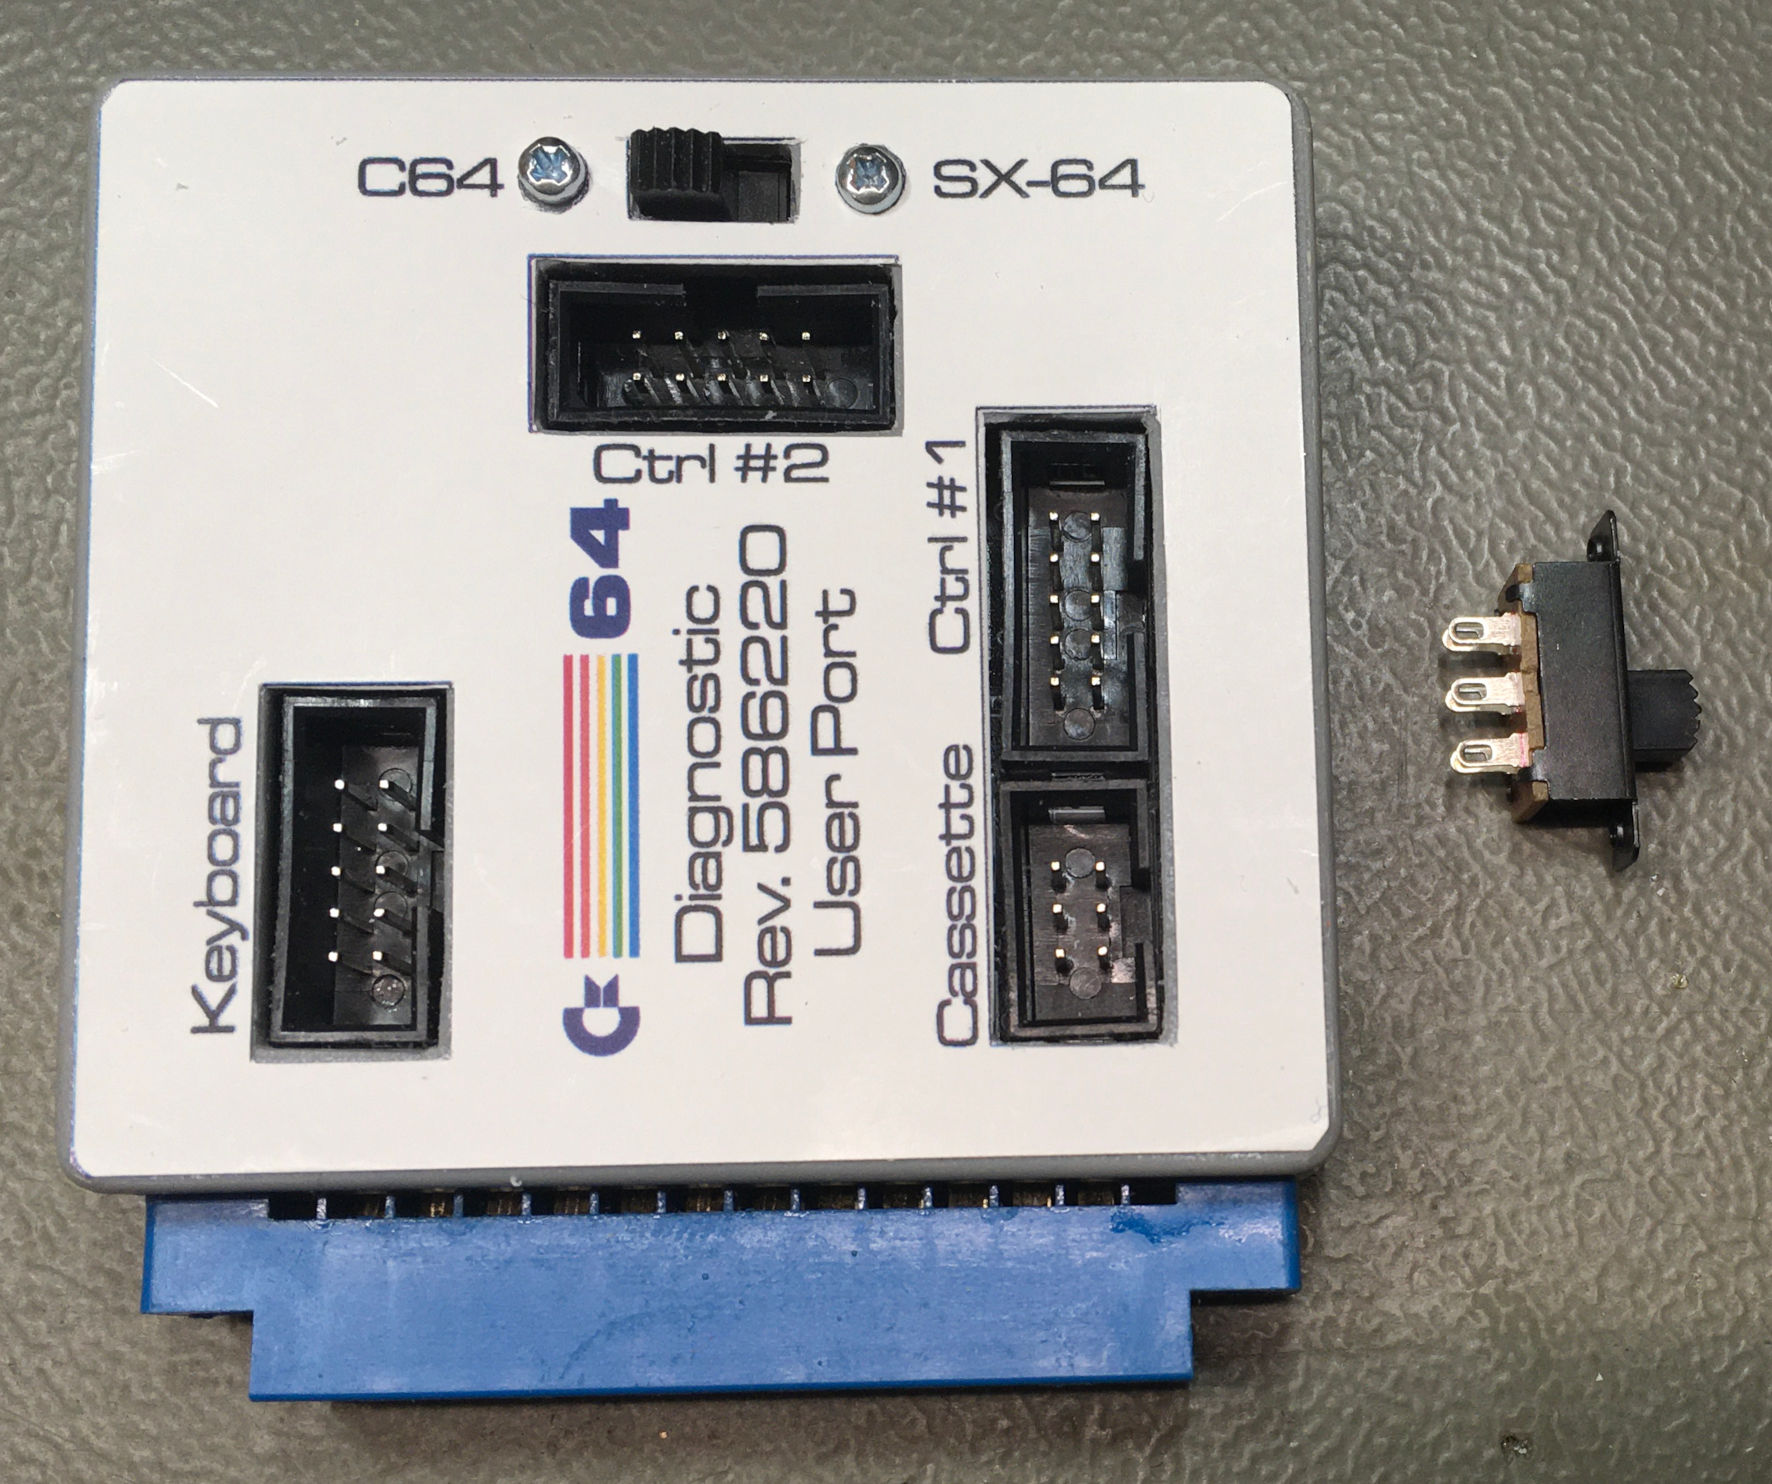 C64
SX-64
Ctrl #2
Ctrl #1
Keyboard
64
Diagnostic
Rev. 586220
User Port
Cassette